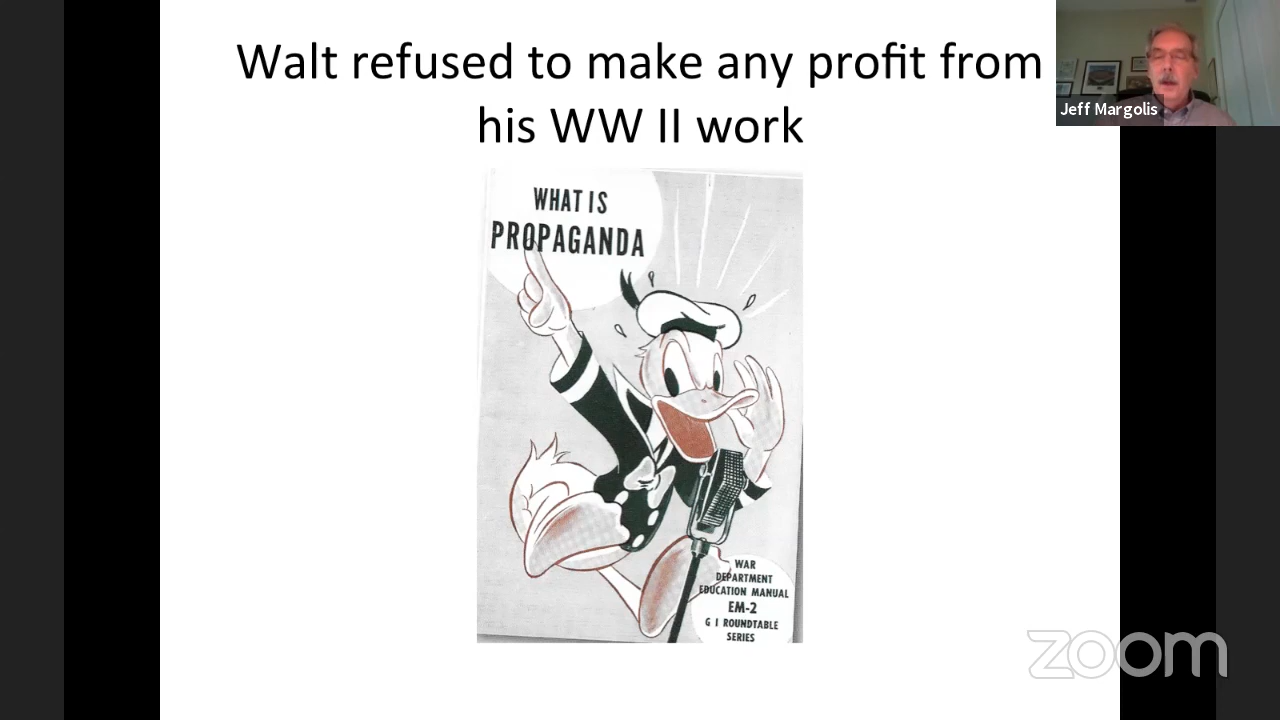 Walt refused to make any profit from
his WW II work
Jeff Margolis
WHAT IS
PROPAGANDA
WAR
DEPARTMENT
EDUCATION MANUAL
EM-2
G I ROUNDTABLE
SERIES
zoom